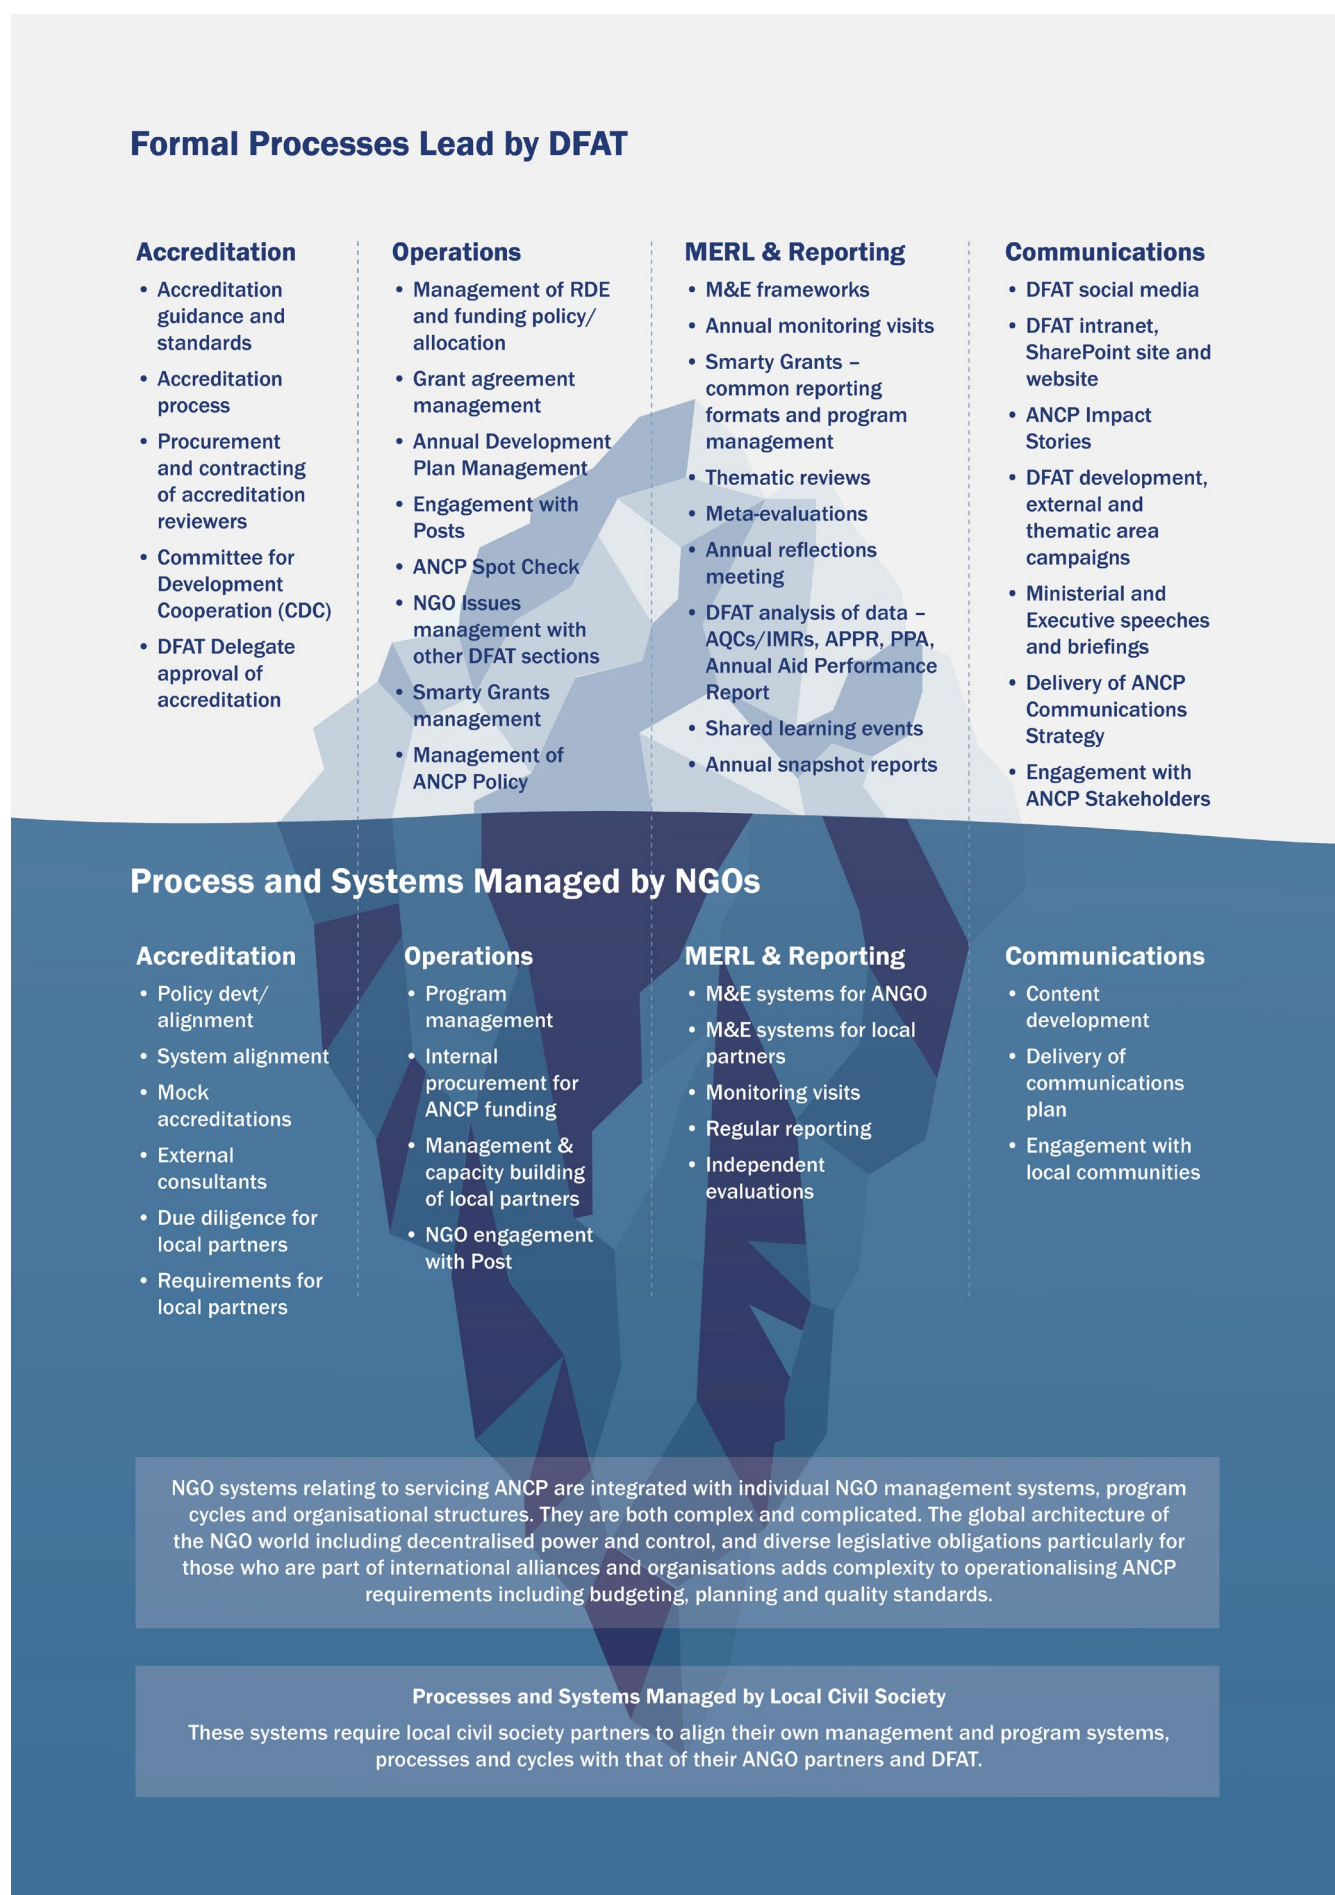 Formal Processes Lead by DFAT
Accreditation
• Accreditation
guidance and
standards
• Accreditation
process
• Procurement
and contracting
of accreditation
reviewers
• Committee for
Development
Cooperation (CDC)
• DFAT Delegate
approval of
accreditation
Operations
• Management of RDE
and funding policy/
allocation
• Grant agreement
management
• Annual Development
Plan Management
• Engagement with
Posts
• ANCP Spot Check
• NGO Issues
management with
other DFAT sections
• Smarty Grants
management
• Management of
ANCP Policy
MERL & Reporting
• M&E frameworks
• Annual monitoring visits
• Smarty Grants –
common reporting
formats and program
management
• Thematic reviews
• Meta-evaluations
• Annual reflections
meeting
• DFAT analysis of data –
AQCs/IMRs, APPR, PPA,
Annual Aid Performance
Report
• Shared learning events
• Annual snapshot reports
Communications
• DFAT social media
• DFAT intranet,
SharePoint site and
website
• ANCP Impact
Stories
• DFAT development,
external and
thematic area
campaigns
• Ministerial and
Executive speeches
and briefings
• Delivery of ANCP
Communications
Strategy
• Engagement with
ANCP Stakeholders
Process and Systems Managed by NGOs
Accreditation
• Policy devt/
alignment
• System alignment
• Mock
accreditations
• External
consultants
• Due diligence for
local partners
• Requirements for
local partners
Operations
• Program
management
• Internal
procurement for
ANCP funding
• Management &
capacity building
of local partners
• NGO engagement
with Post
MERL & Reporting
• M&E systems for ANGO
• M&E systems for local
partners
• Monitoring visits
• Regular reporting
• Independent
evaluations
Communications
• Content
development
• Delivery of
communications
plan
• Engagement with
local communities
NGO systems relating to servicing ANCP are integrated with individual NGO management systems, program
cycles and organisational structures. They are both complex and complicated. The global architecture of
the NGO world including decentralised power and control, and diverse legislative obligations particularly for
those who are part of international alliances and organisations adds complexity to operationalising ANCP
requirements including budgeting, planning and quality standards.
Processes and Systems Managed by Local Civil Society
These systems require local civil society partners to align their own management and program systems,
processes and cycles with that of their ANGO partners and DFAT.